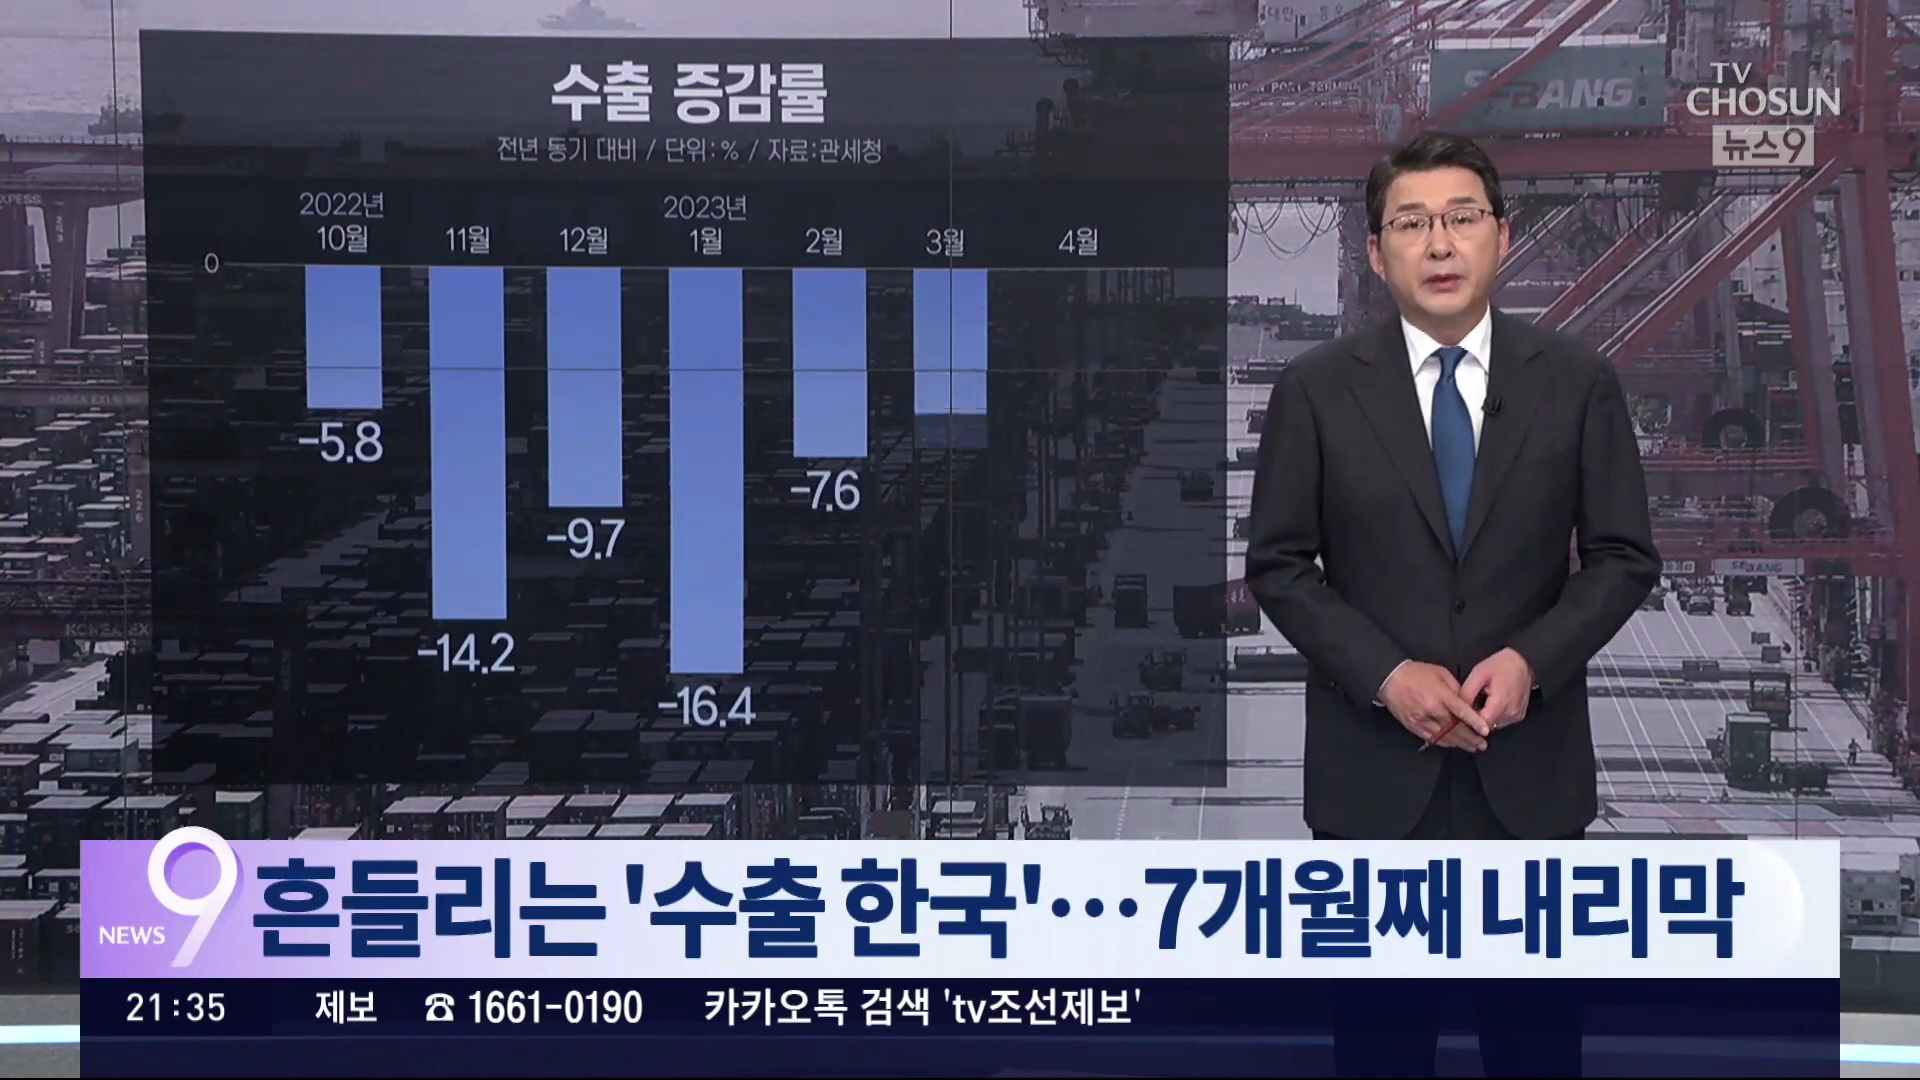 수출 증감률
전년 동기 대비 / 단위:% / 자료:관세청
2022년
10월
11월
12월
2023년
1월
2월
3월
4월
0
-5.8
-14.2
-9.7
-16.4
-7.6
TV
CHOSUN
뉴스9
SEBANG
SEBANG
NEWS 9
흔들리는 '수출 한국'…7개월째 내리막
21:35 제보 ☎ 1661-0190 카카오톡 검색 'tv조선제보'